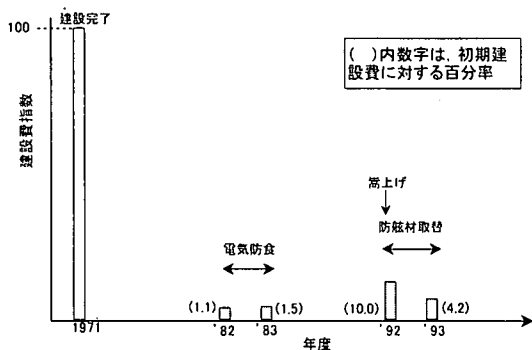 建設完了
100
( )内数字は、初期建
設費に対する百分率
建設費指数
嵩上げ
防舷材取替
電気防食
(1.1)
(1.5)
(10.0)
(4.2)
1971
'82
'83
'92
'93
年度